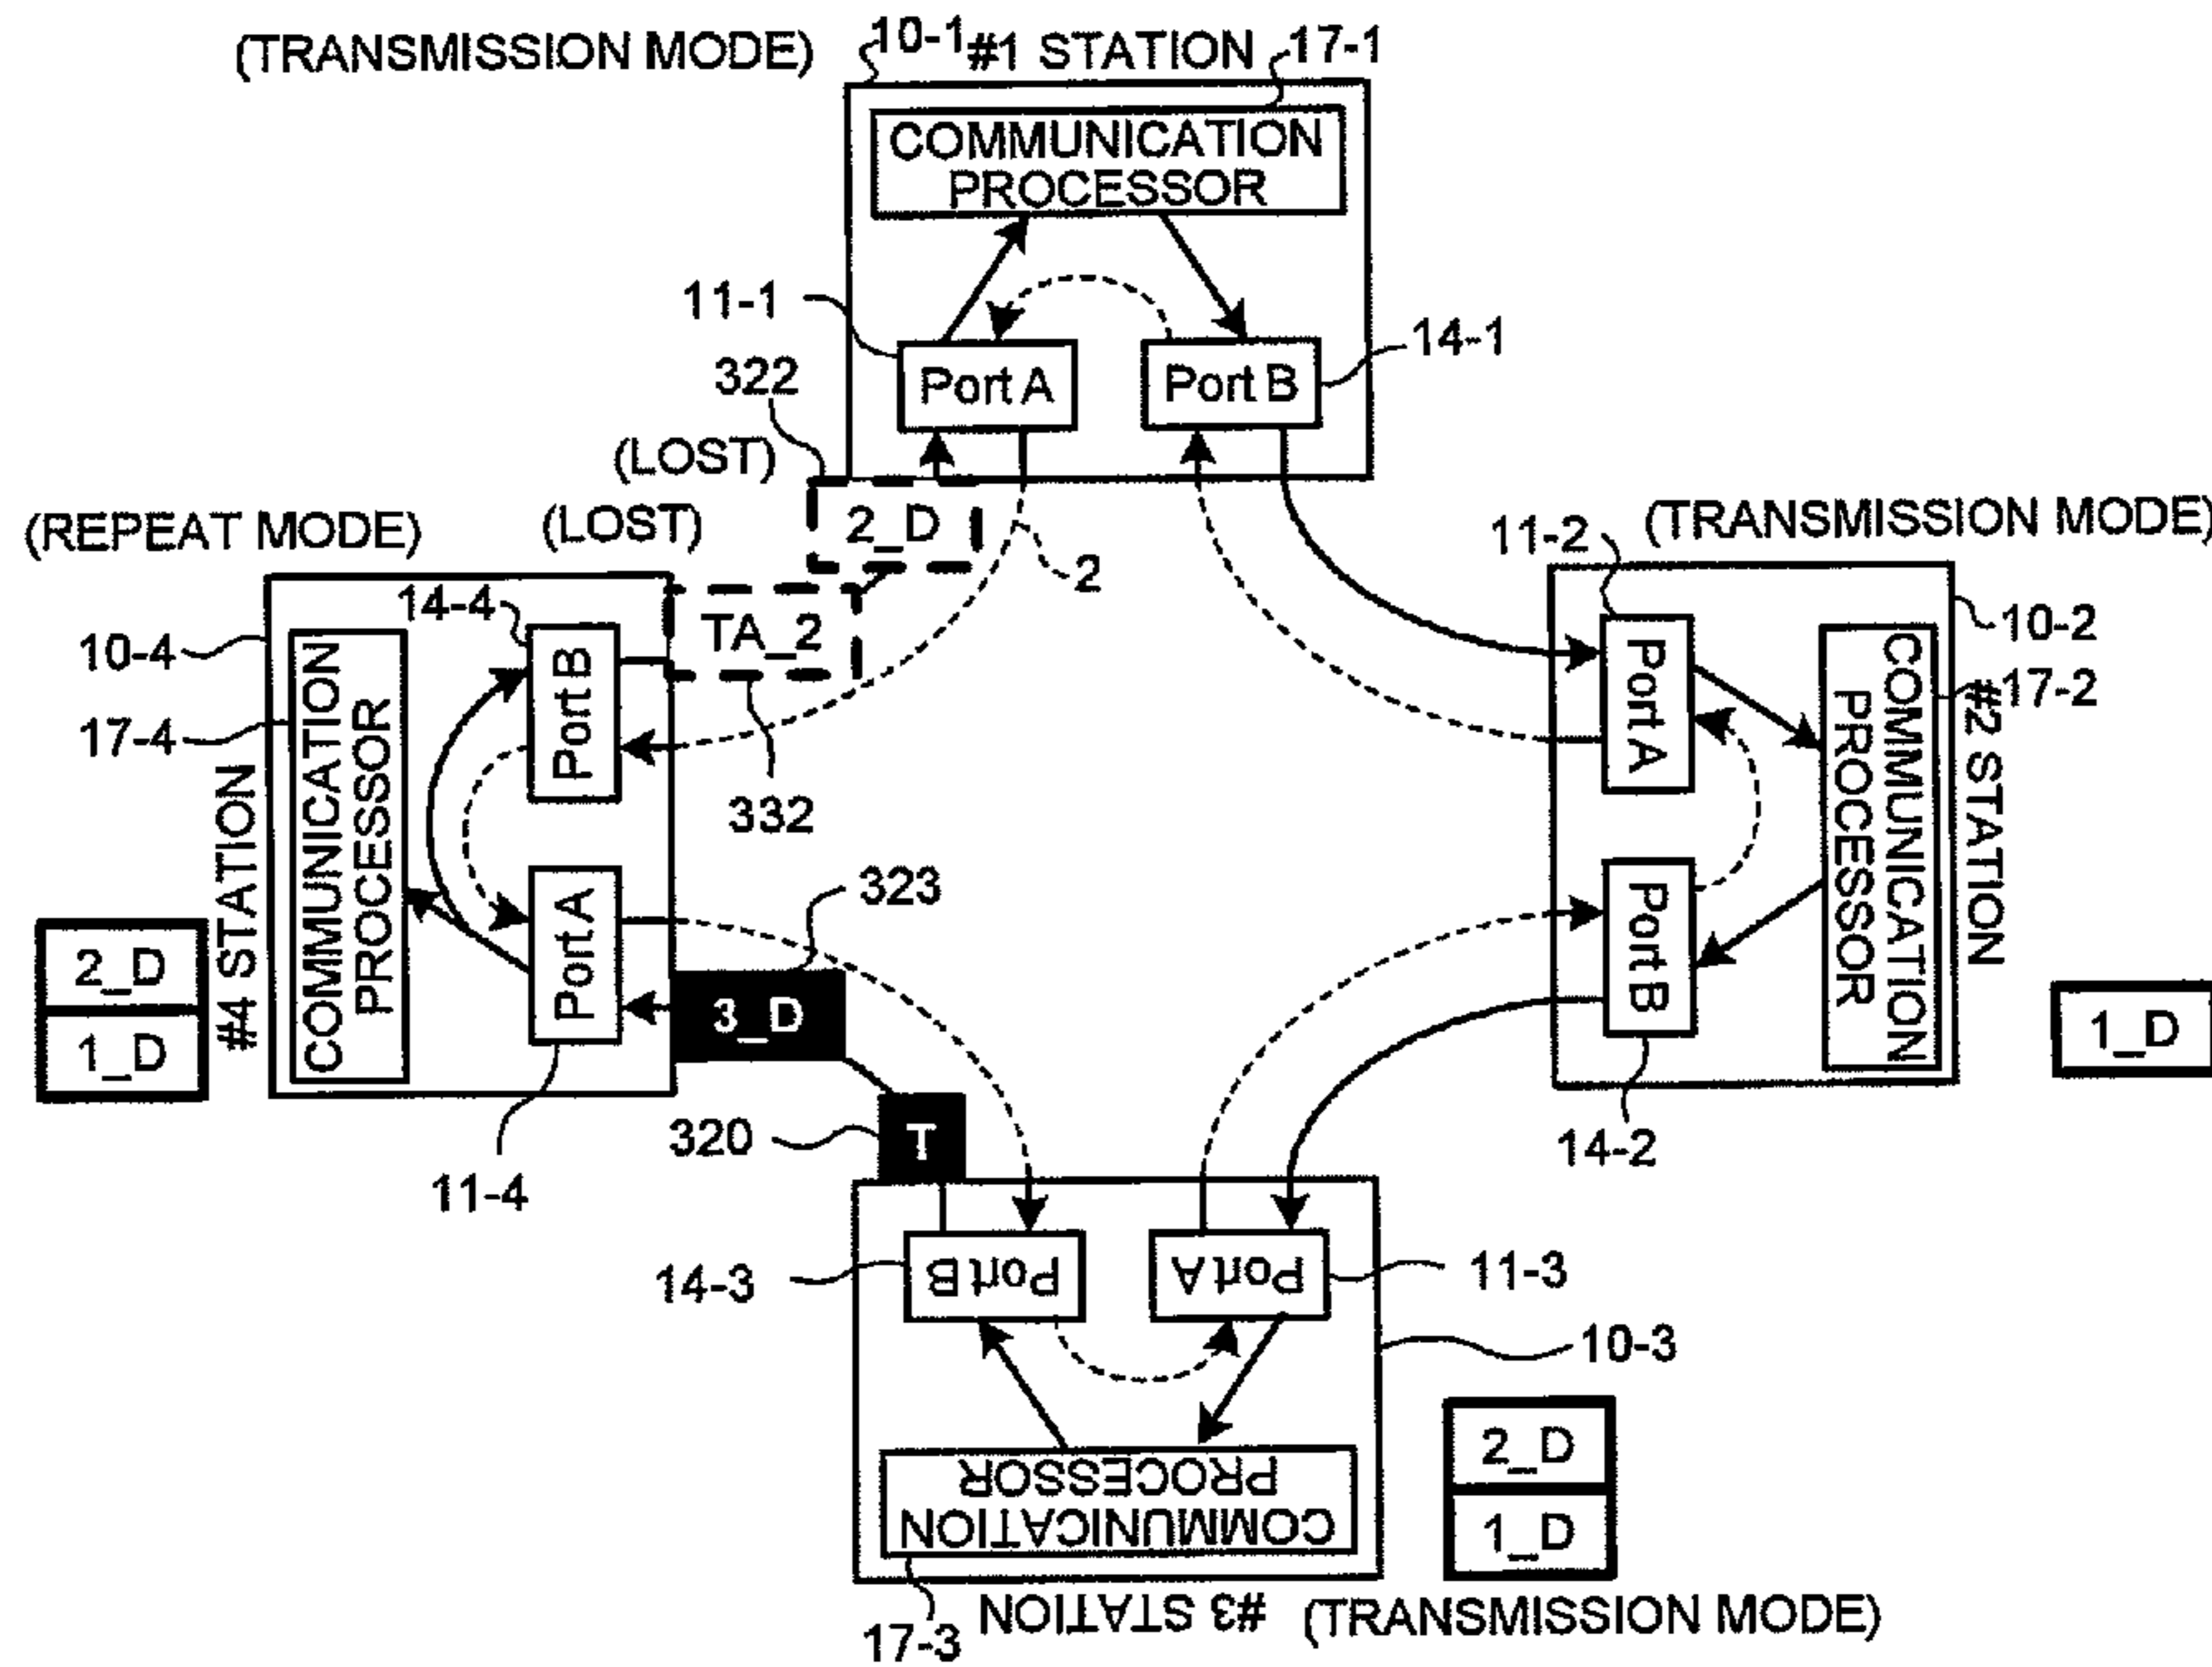 (TRANSMISSION MODE)
10-1
#1 STATION
17-1
COMMUNICATION
PROCESSOR
11-1
Port A
Port B
14-1
322
(LOST)
2_D
2
(REPEAT MODE)
(LOST)
TA_2
332
10-4
14-4
17-4
COMMUNICATION
PROCESSOR
Port B
Port A
#4 STATION
2_D
1_D
11-4
323
3_D
320
T
11-2
(TRANSMISSION MODE)
10-2
17-2
Port A
Port B
COMMUNICATION
PROCESSOR
#2 STATION
1_D
14-2
14-3
Port B
Port A
11-3
10-3
COMMUNICATION
PROCESSOR
2_D
1_D
17-3
#3 STATION
(TRANSMISSION MODE)